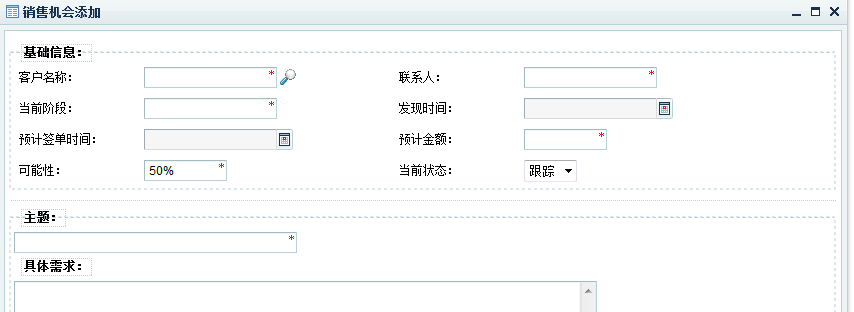 销售机会添加
基础信息：
客户名称： * 联系人： *
当前阶段： * 发现时间：
预计签单时间： 预计金额： *
可能性： 50% * 当前状态： 跟踪
主题：
*
具体需求：